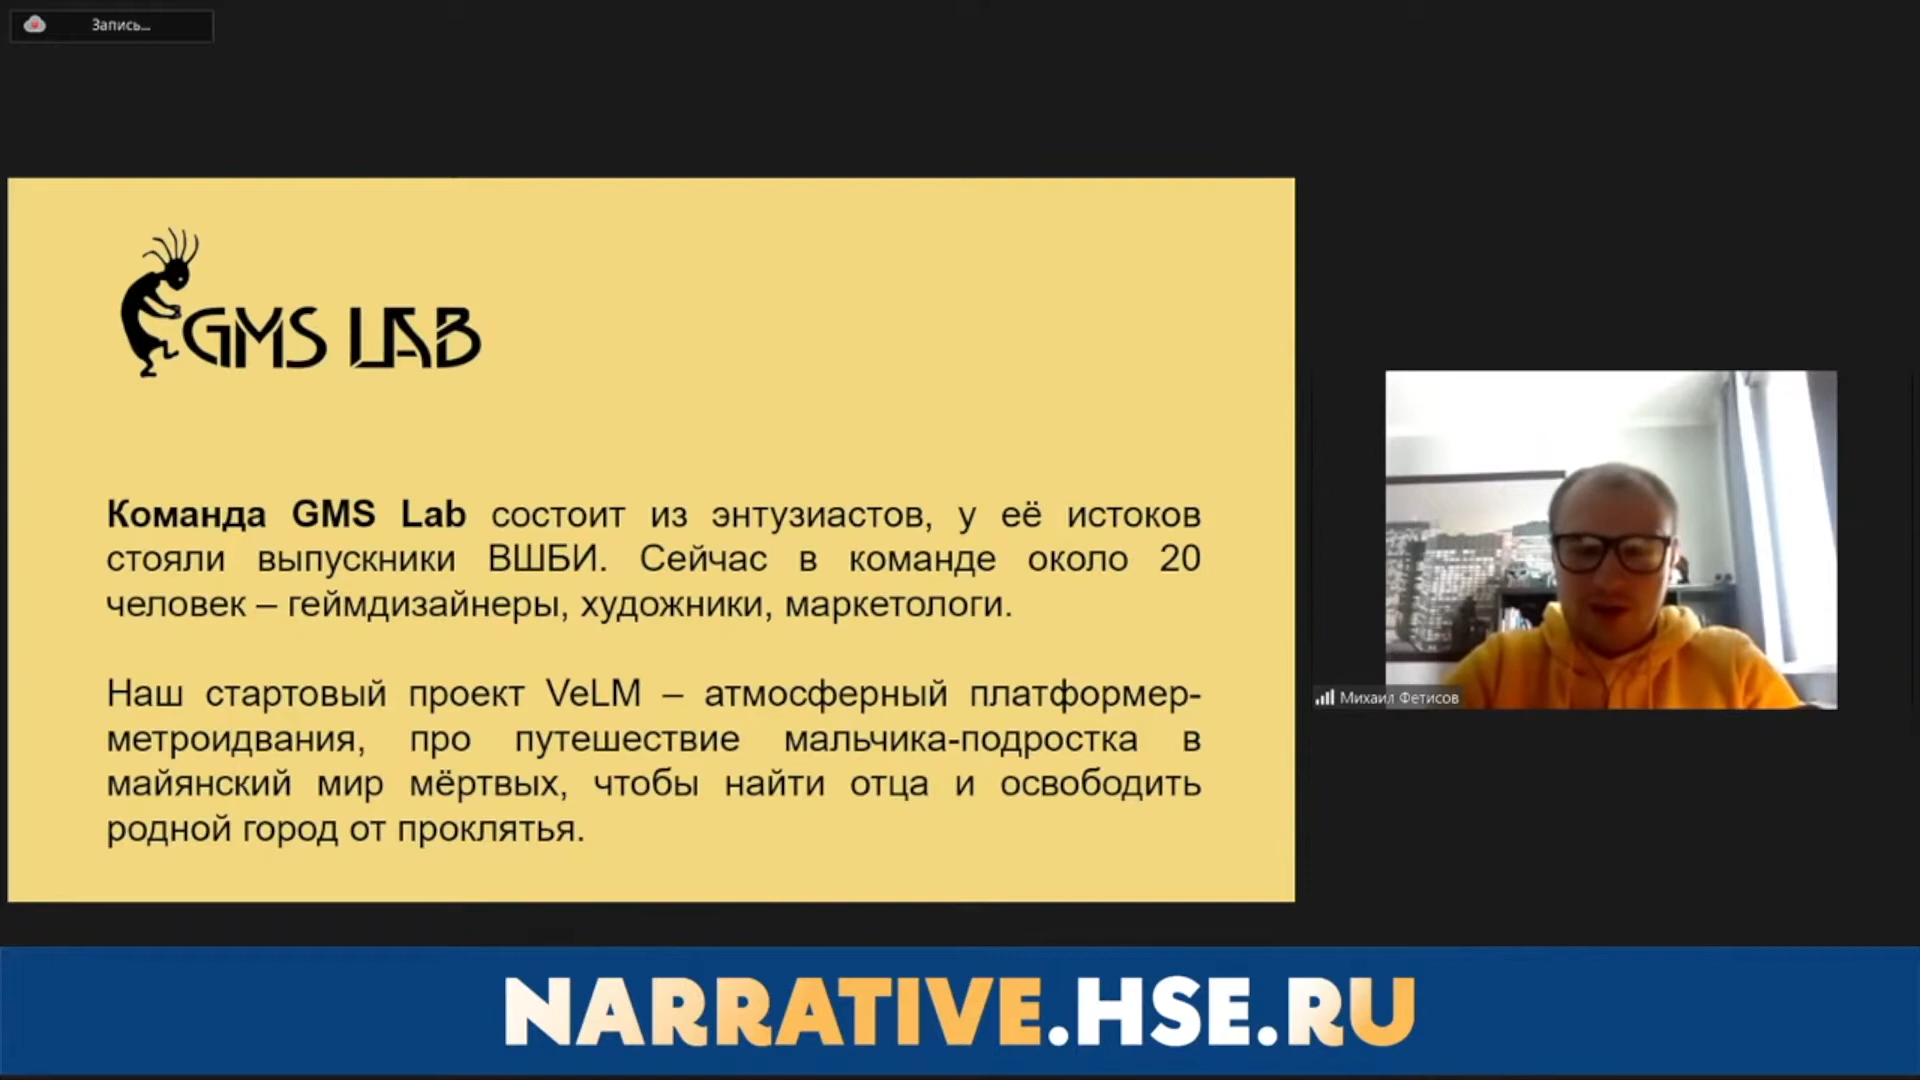 Запись...
GMS LAB
Команда GMS Lab состоит из энтузиастов, у её истоков
стояли выпускники ВШБИ. Сейчас в команде около 20
человек – геймдизайнеры, художники, маркетологи.
Наш стартовый проект VeLM – атмосферный платформер-
метроидвания, про путешествие мальчика-подростка в
майянский мир мёртвых, чтобы найти отца и освободить
родной город от проклятья.
Михаил Фетисов
NARRATIVE.HSE.RU